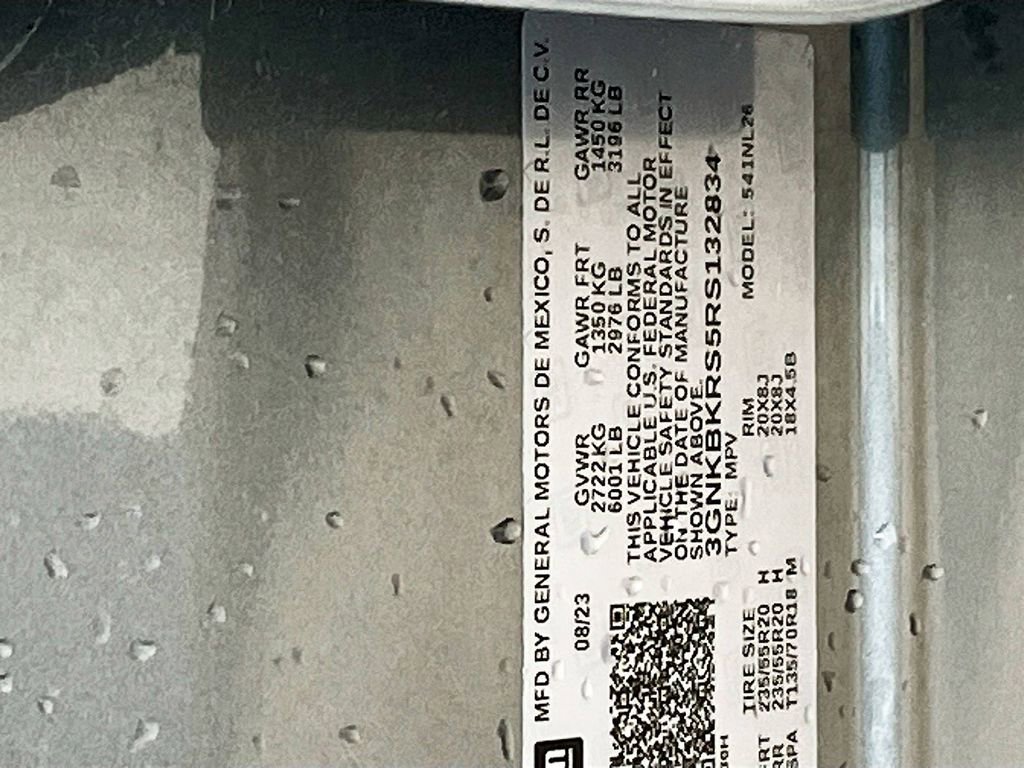 MFD BY GENERAL MOTORS DE MEXICO, S. DE R.L. DE C.V.
08/23 GVWR GAWR FRT GAWR RR
2722 KG 1350 KG 1450 KG
6001 LB 2976 LB 3196 LB
THIS VEHICLE CONFORMS TO ALL
APPLICABLE U.S. FEDERAL MOTOR
VEHICLE SAFETY STANDARDS IN EFFECT
ON THE DATE OF MANUFACTURE
SHOWN ABOVE.
3GNKBKRS5RS132834
TYPE: MPV MODEL: 541NL26
TIRE SIZE RIM
FRT 235/55R20 H 20X8J
RR 235/55R20 H 20X8J
SPA T135/70R18 M 18X4.5B